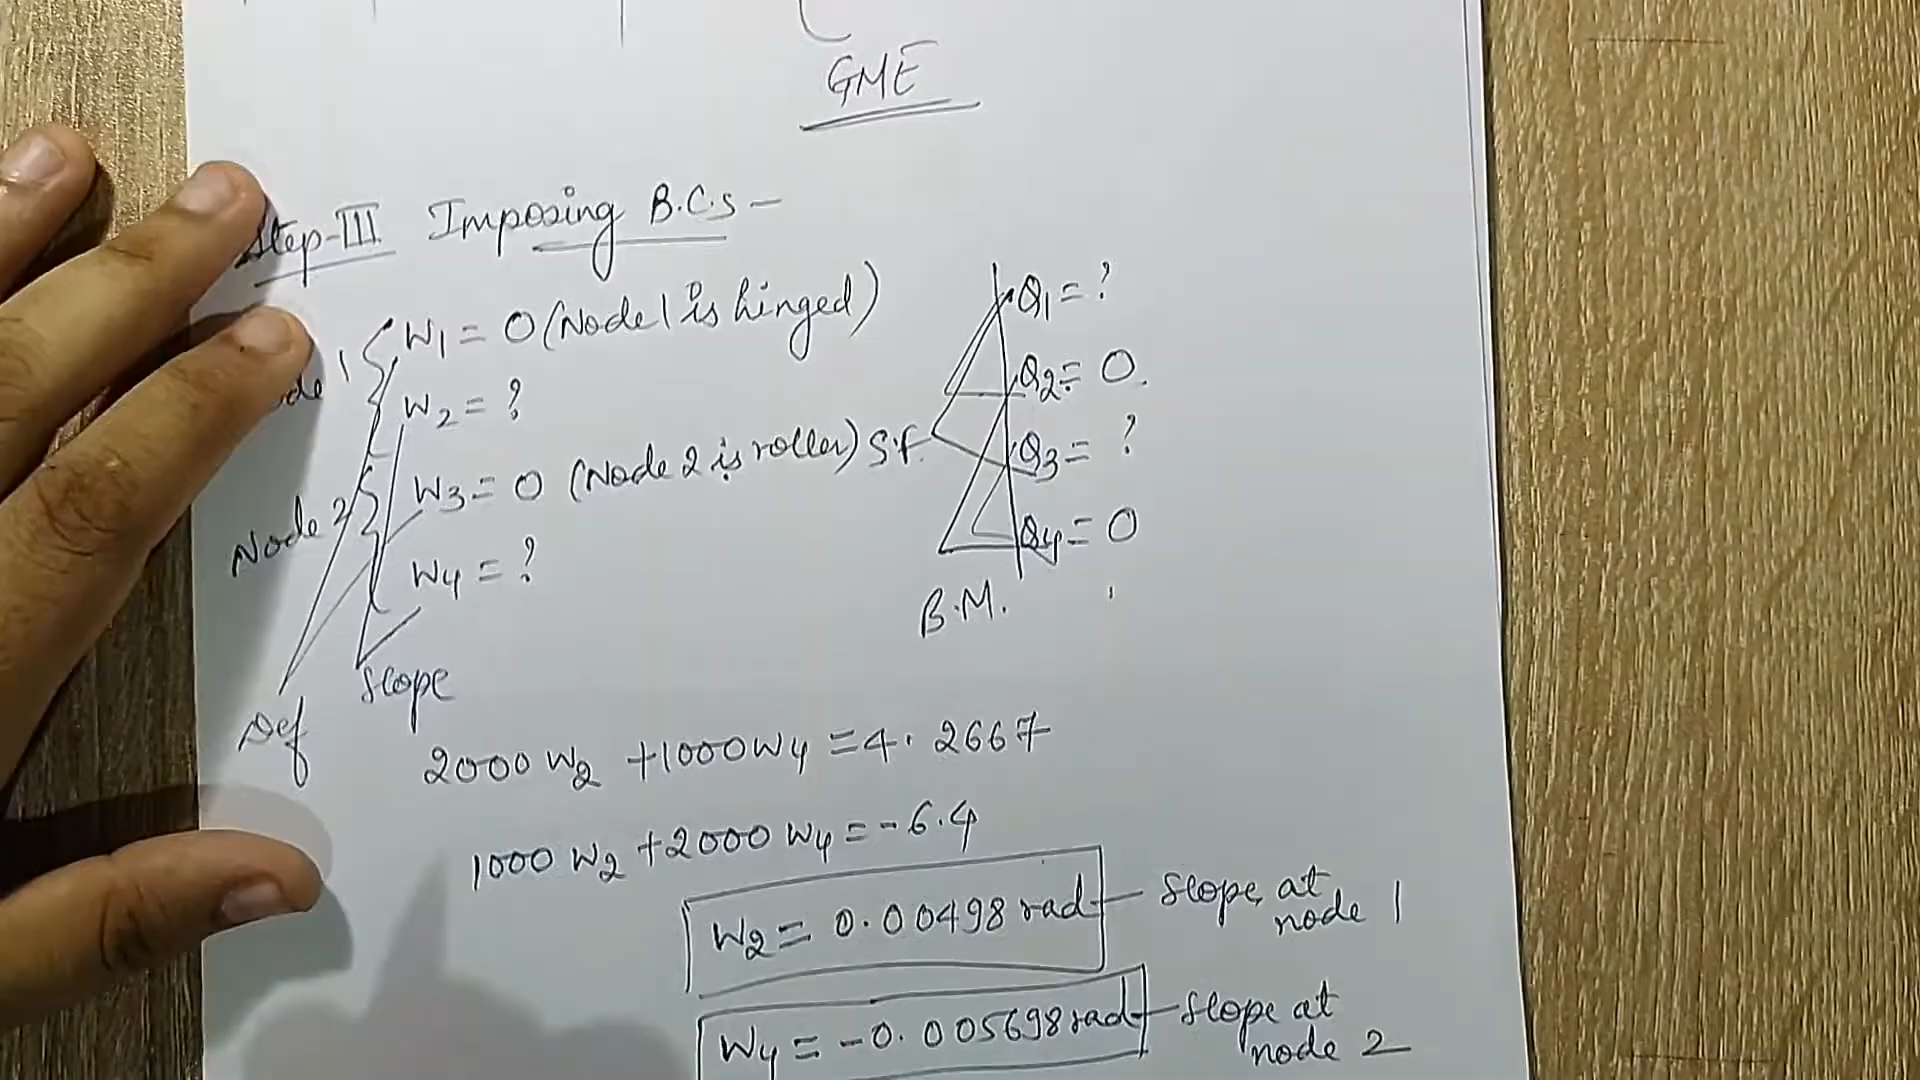 GME
Step-III Imposing B.C.s -
W1 = 0 (Node 1 is hinged)
W2 = ?
W3 = 0 (Node 2 is roller)
W4 = ?
Node 2
Def
Slope
Q1 = ?
Q2 = 0.
S.F.
Q3 = ?
Q4 = 0
B.M.
2000 W2 + 1000 W4 = 4.2667
1000 W2 + 2000 W4 = -6.4
W2 = 0.00498 rad - Slope at node 1
W4 = -0.005698 rad - Slope at node 2